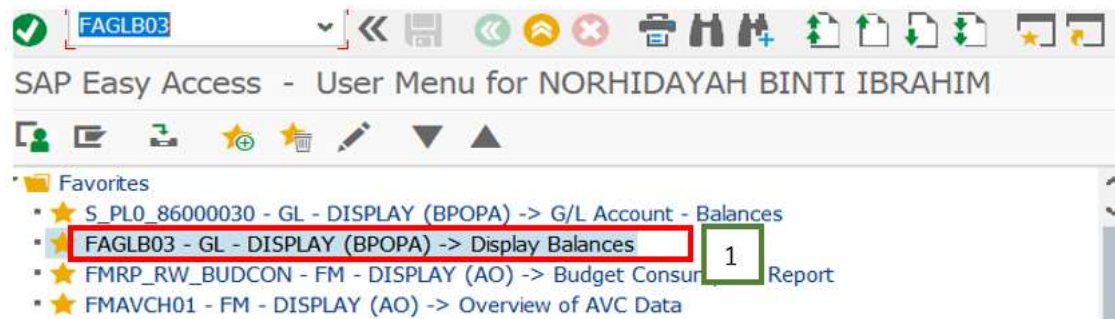 FAGLB03
SAP Easy Access - User Menu for NORHIDAYAH BINTI IBRAHIM
Favorites
S_PL0_86000030 - GL - DISPLAY (BPOPA) -> G/L Account - Balances
FAGLB03 - GL - DISPLAY (BPOPA) -> Display Balances
1
FMRP_RW_BUDCON - FM - DISPLAY (AO) -> Budget Report
FMAVCH01 - FM - DISPLAY (AO) -> Overview of AVC Data